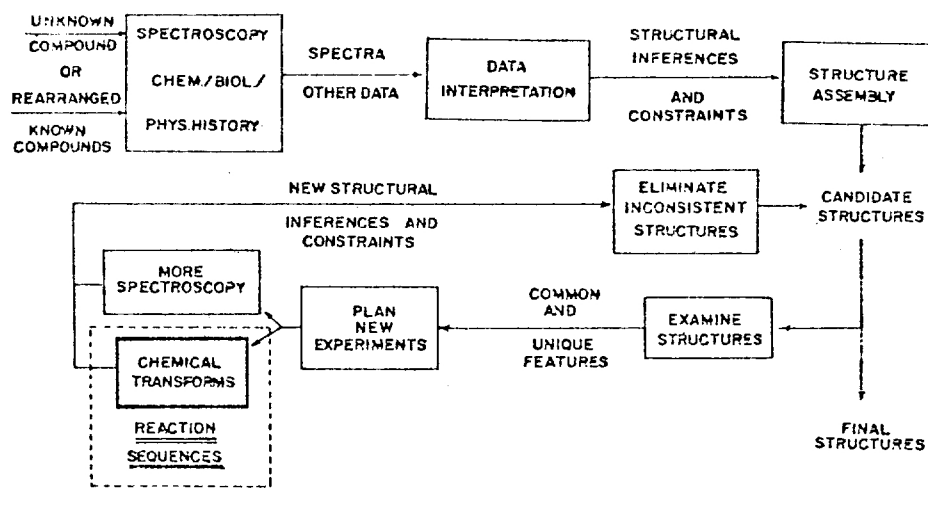 UNKNOWN
COMPOUND
OR
REARRANGED
KNOWN
COMPOUNDS
SPECTROSCOPY
CHEM./BIOL./
PHYS.HISTORY
SPECTRA
OTHER DATA
DATA
INTERPRETATION
STRUCTURAL
INFERENCES
AND
CONSTRAINTS
STRUCTURE
ASSEMBLY
NEW STRUCTURAL
INFERENCES AND
CONSTRAINTS
ELIMINATE
INCONSISTENT
STRUCTURES
CANDIDATE
STRUCTURES
MORE
SPECTROSCOPY
PLAN
NEW
EXPERIMENTS
COMMON
AND
UNIQUE
FEATURES
EXAMINE
STRUCTURES
CHEMICAL
TRANSFORMS
REACTION
SEQUENCES
FINAL
STRUCTURES